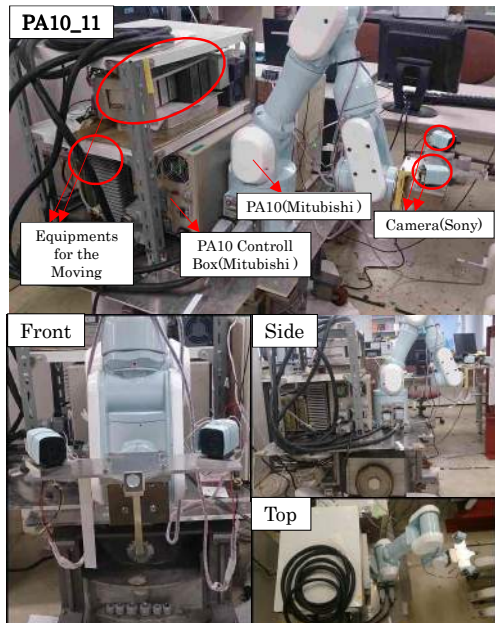 PA10_11
PA10(Mitubishi )
Camera(Sony)
Equipments
for the
Moving
PA10 Controll
Box(Mitubishi )
Front
Side
Top